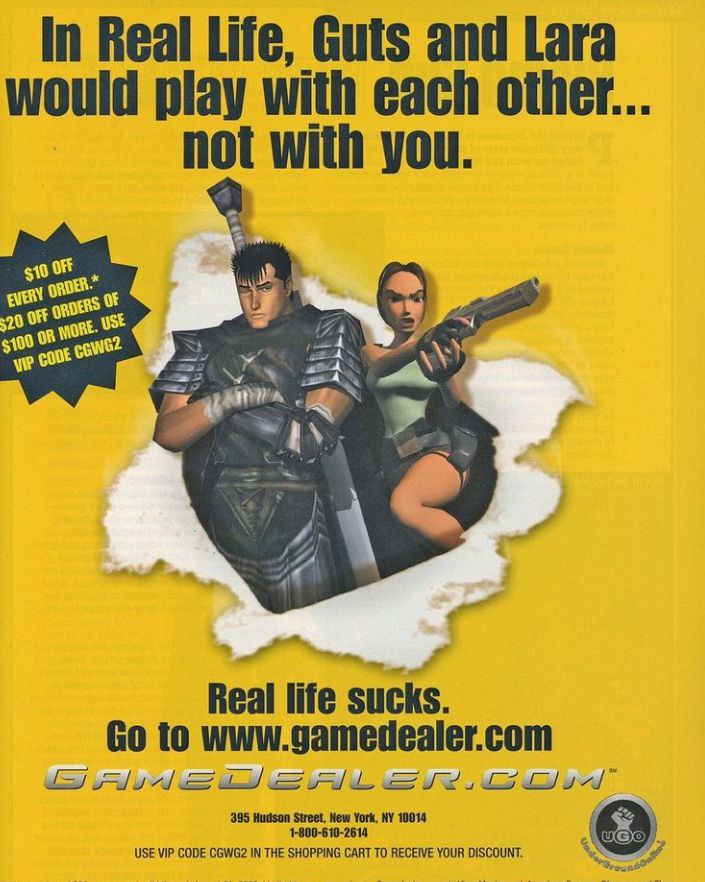 In Real Life, Guts and Lara
would play with each other...
not with you.
$10 OFF
EVERY ORDER.*
$20 OFF ORDERS OF
$100 OR MORE. USE
VIP CODE CGWG2
Real life sucks.
Go to www.gamedealer.com
GAMEDEALER.COM℠
395 Hudson Street, New York, NY 10014
1-800-610-2614
UGO
UnderGroundOnline
USE VIP CODE CGWG2 IN THE SHOPPING CART TO RECEIVE YOUR DISCOUNT.